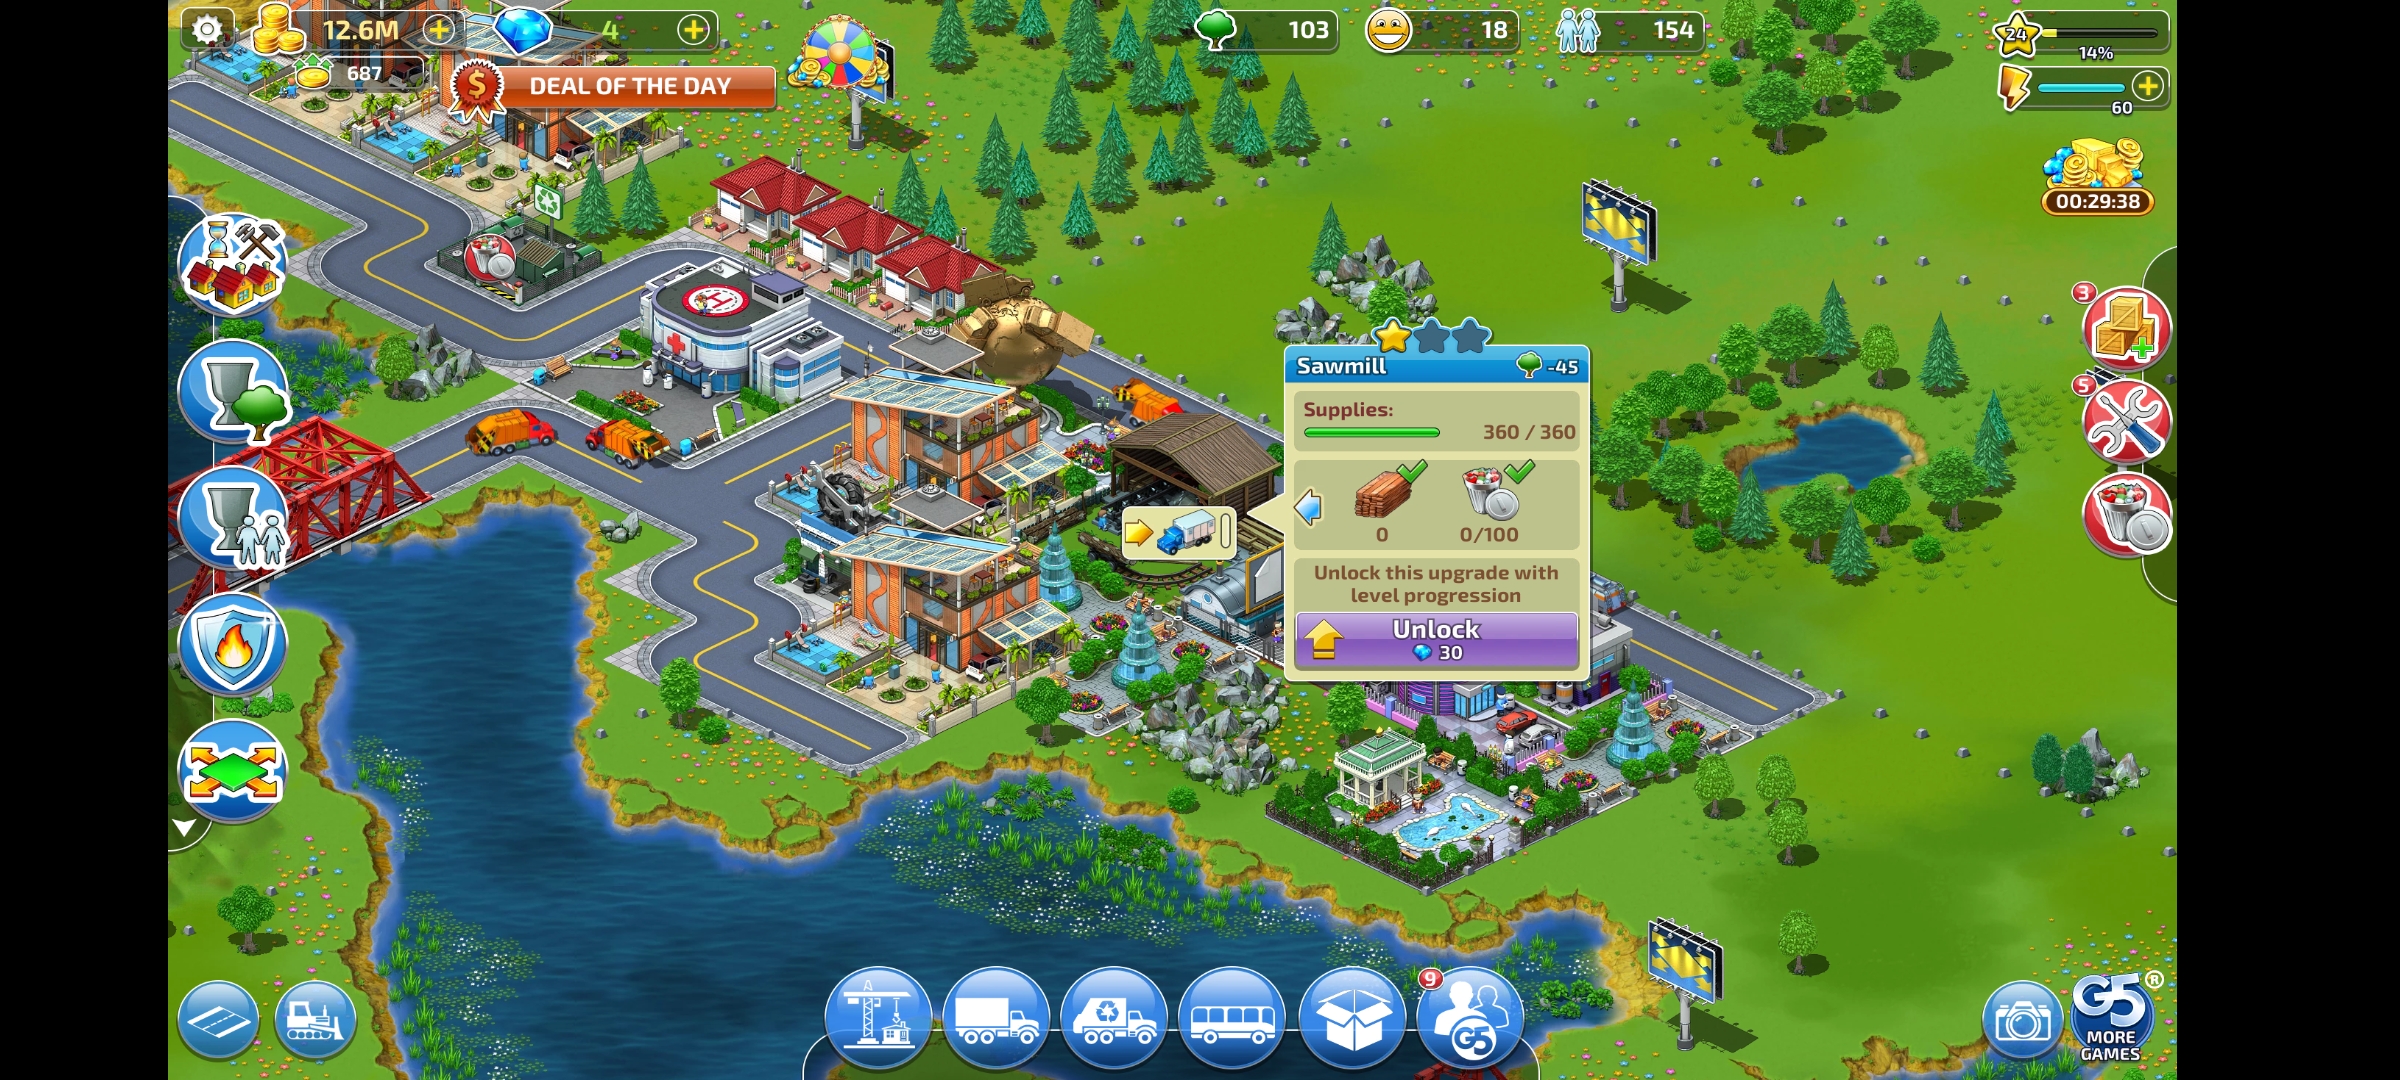 12.6M
4
103
18
154
24
14%
687
DEAL OF THE DAY
60
00:29:38
3
Sawmill
-45
5
Supplies:
360 / 360
0
0/100
Unlock this upgrade with
level progression
Unlock
30
9
G5
G5®
MORE
GAMES